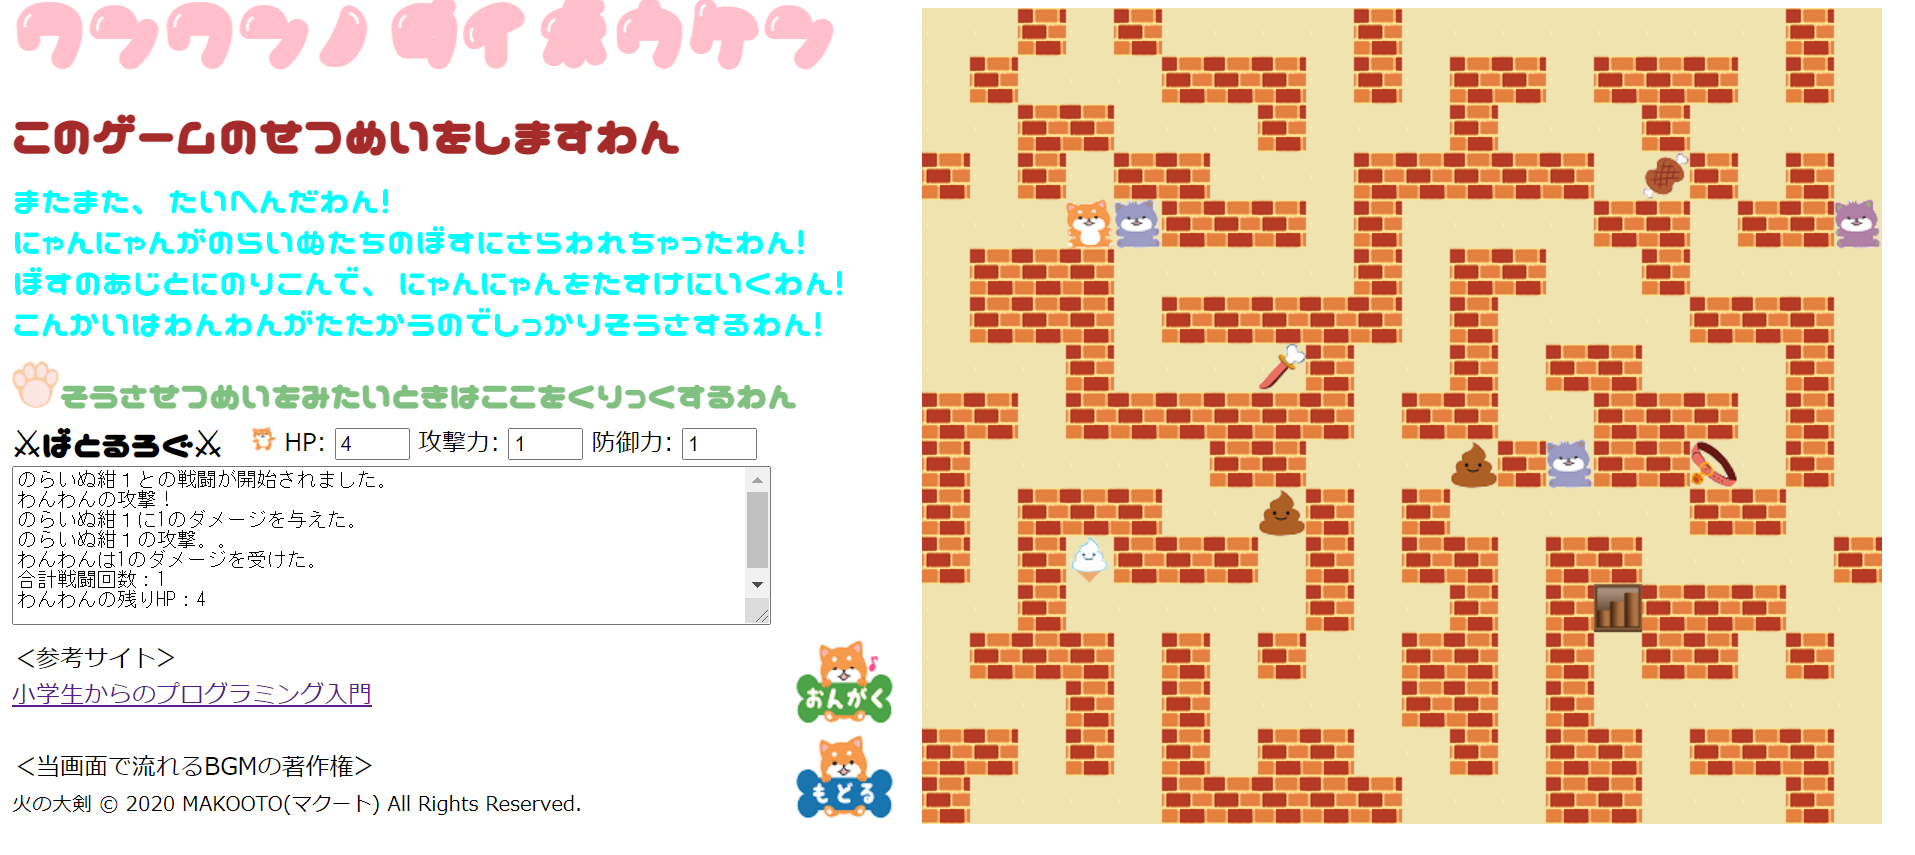 ワンワンノダイボウケン
このゲームのせつめいをしますわん
またまた、たいへんだわん!
にゃんにゃんがのらいぬたちのぼすにさらわれちゃったわん!
ぼすのあじとにのりこんで、にゃんにゃんをたすけにいくわん!
こんかいはわんわんがたたかうのでしっかりそうさするわん!
そうさせつめいをみたいときはここをくりっくするわん
⚔ばとるろぐ⚔ HP: 4 攻撃力: 1 防御力: 1
のらいぬ紺１との戦闘が開始されました。
わんわんの攻撃！
のらいぬ紺１に1のダメージを与えた。
のらいぬ紺１の攻撃。。
わんわんは1のダメージを受けた。
合計戦闘回数：1
わんわんの残りHP：4
＜参考サイト＞
小学生からのプログラミング入門
おんがく
＜当画面で流れるBGMの著作権＞
火の大剣 © 2020 MAKOOTO(マクート) All Rights Reserved.
もどる